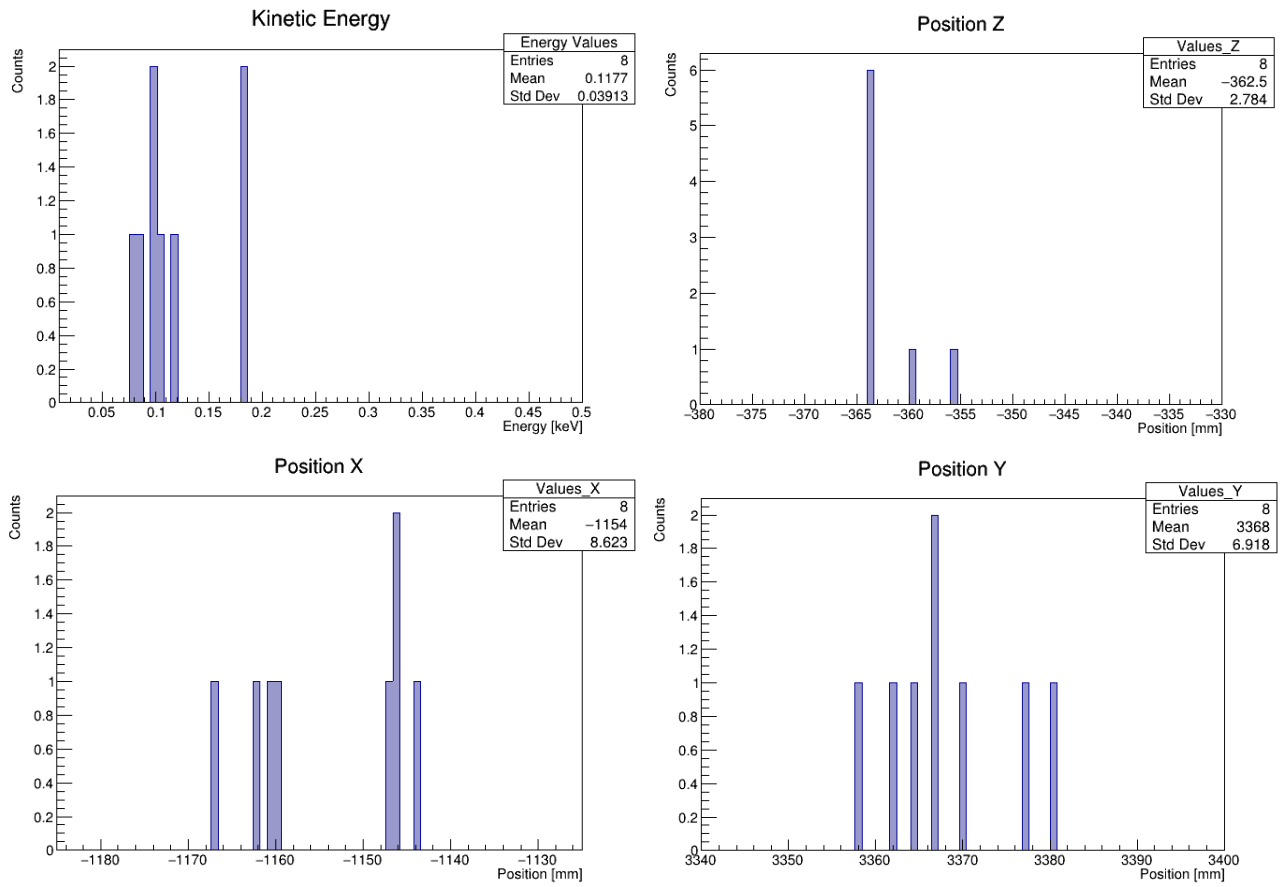 Kinetic Energy
Counts
Energy Values
Entries 8
Mean 0.1177
Std Dev 0.03913
2
1.8
1.6
1.4
1.2
1
0.8
0.6
0.4
0.2
0
0.05 0.1 0.15 0.2 0.25 0.3 0.35 0.4 0.45 0.5
Energy [keV]
Position Z
Counts
Values_Z
Entries 8
Mean −362.5
Std Dev 2.784
6
5
4
3
2
1
0
−380 −375 −370 −365 −360 −355 −350 −345 −340 −335 −330
Position [mm]
Position X
Counts
Values_X
Entries 8
Mean −1154
Std Dev 8.623
2
1.8
1.6
1.4
1.2
1
0.8
0.6
0.4
0.2
0
−1180 −1170 −1160 −1150 −1140 −1130
Position [mm]
Position Y
Counts
Values_Y
Entries 8
Mean 3368
Std Dev 6.918
2
1.8
1.6
1.4
1.2
1
0.8
0.6
0.4
0.2
0
3340 3350 3360 3370 3380 3390 3400
Position [mm]